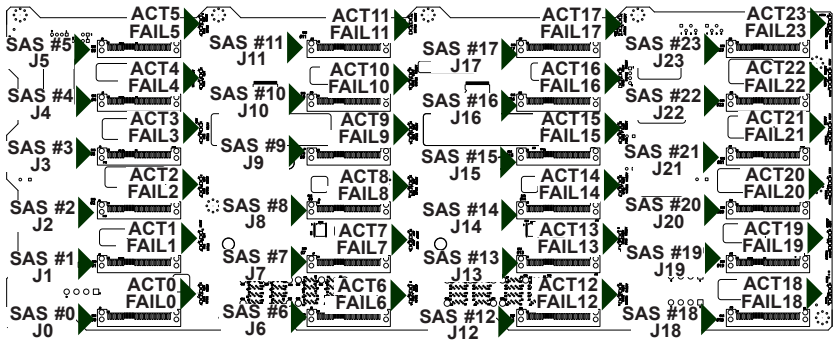 ACT5
FAIL5
SAS #5
J5
ACT4
FAIL4
SAS #4
J4
ACT3
FAIL3
SAS #3
J3
ACT2
FAIL2
SAS #2
J2
ACT1
FAIL1
SAS #1
J1
ACT0
FAIL0
SAS #0
J0
ACT11
FAIL11
SAS #11
J11
ACT10
FAIL10
SAS #10
J10
ACT9
FAIL9
SAS #9
J9
ACT8
FAIL8
SAS #8
J8
ACT7
FAIL7
SAS #7
J7
ACT6
FAIL6
SAS #6
J6
ACT17
FAIL17
SAS #17
J17
ACT16
FAIL16
SAS #16
J16
ACT15
FAIL15
SAS #15
J15
ACT14
FAIL14
SAS #14
J14
ACT13
FAIL13
SAS #13
J13
ACT12
FAIL12
SAS #12
J12
ACT23
FAIL23
SAS #23
J23
ACT22
FAIL22
SAS #22
J22
ACT21
FAIL21
SAS #21
J21
ACT20
FAIL20
SAS #20
J20
ACT19
FAIL19
SAS #19
J19
ACT18
FAIL18
SAS #18
J18